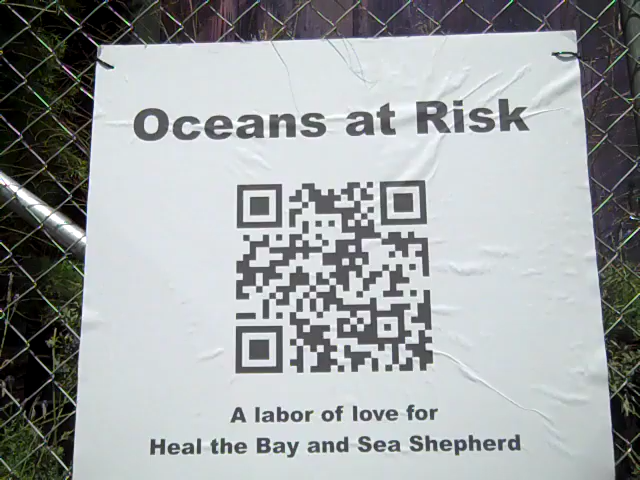 Oceans at Risk
A labor of love for
Heal the Bay and Sea Shepherd